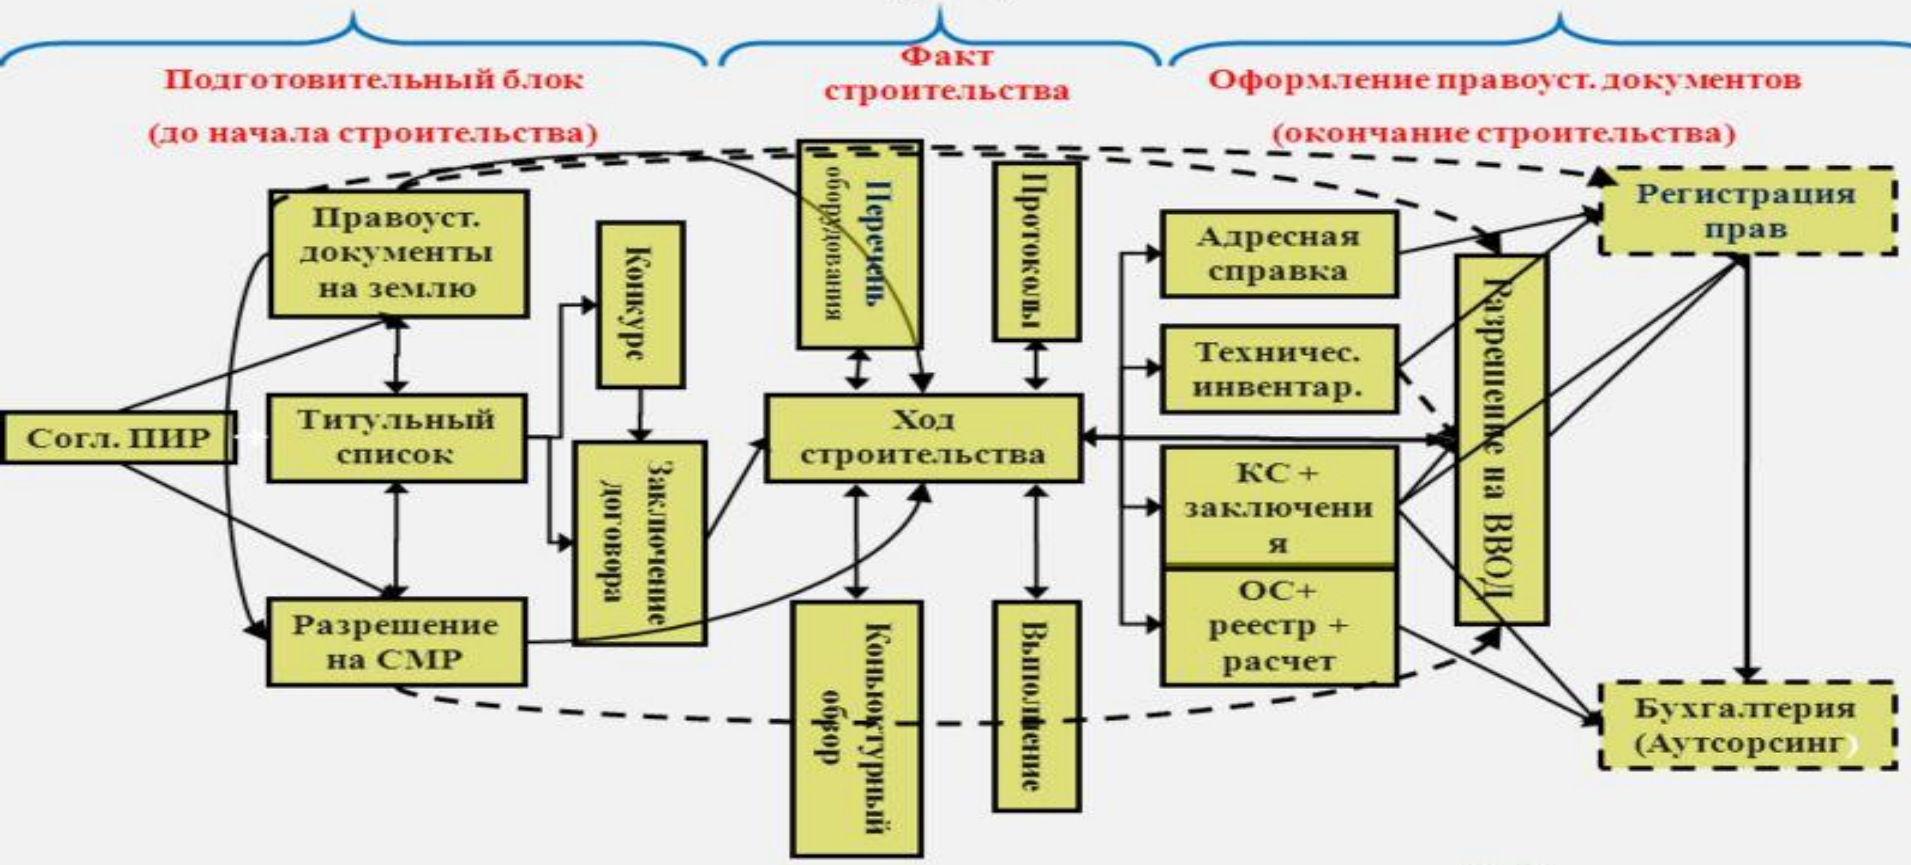 Подготовительный блок
(до начала строительства)
Факт
строительства
Оформление правоуст. документов
(окончание строительства)
Согл. ПИР
Правоуст.
документы
на землю
Титульный
список
Разрешение
на СМР
Конкурс
Заключение
договора
Перечень
оборудования
Протоколы
Ход
строительства
Коньюктурный
обзор
Выполнение
Адресная
справка
Техничес.
инвентар.
КС +
заключени
я
ОС+
реестр +
расчет
Разрешение на ВВОД
Регистрация
прав
Бухгалтерия
(Аутсорсинг)